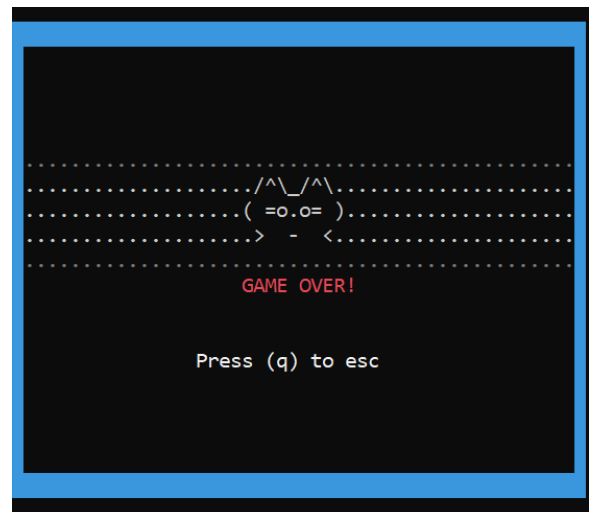 ................................................
..................../^\_/^\.....................
...................( =o.o= )....................
....................>  -  <.....................
................................................
GAME OVER!
Press (q) to esc